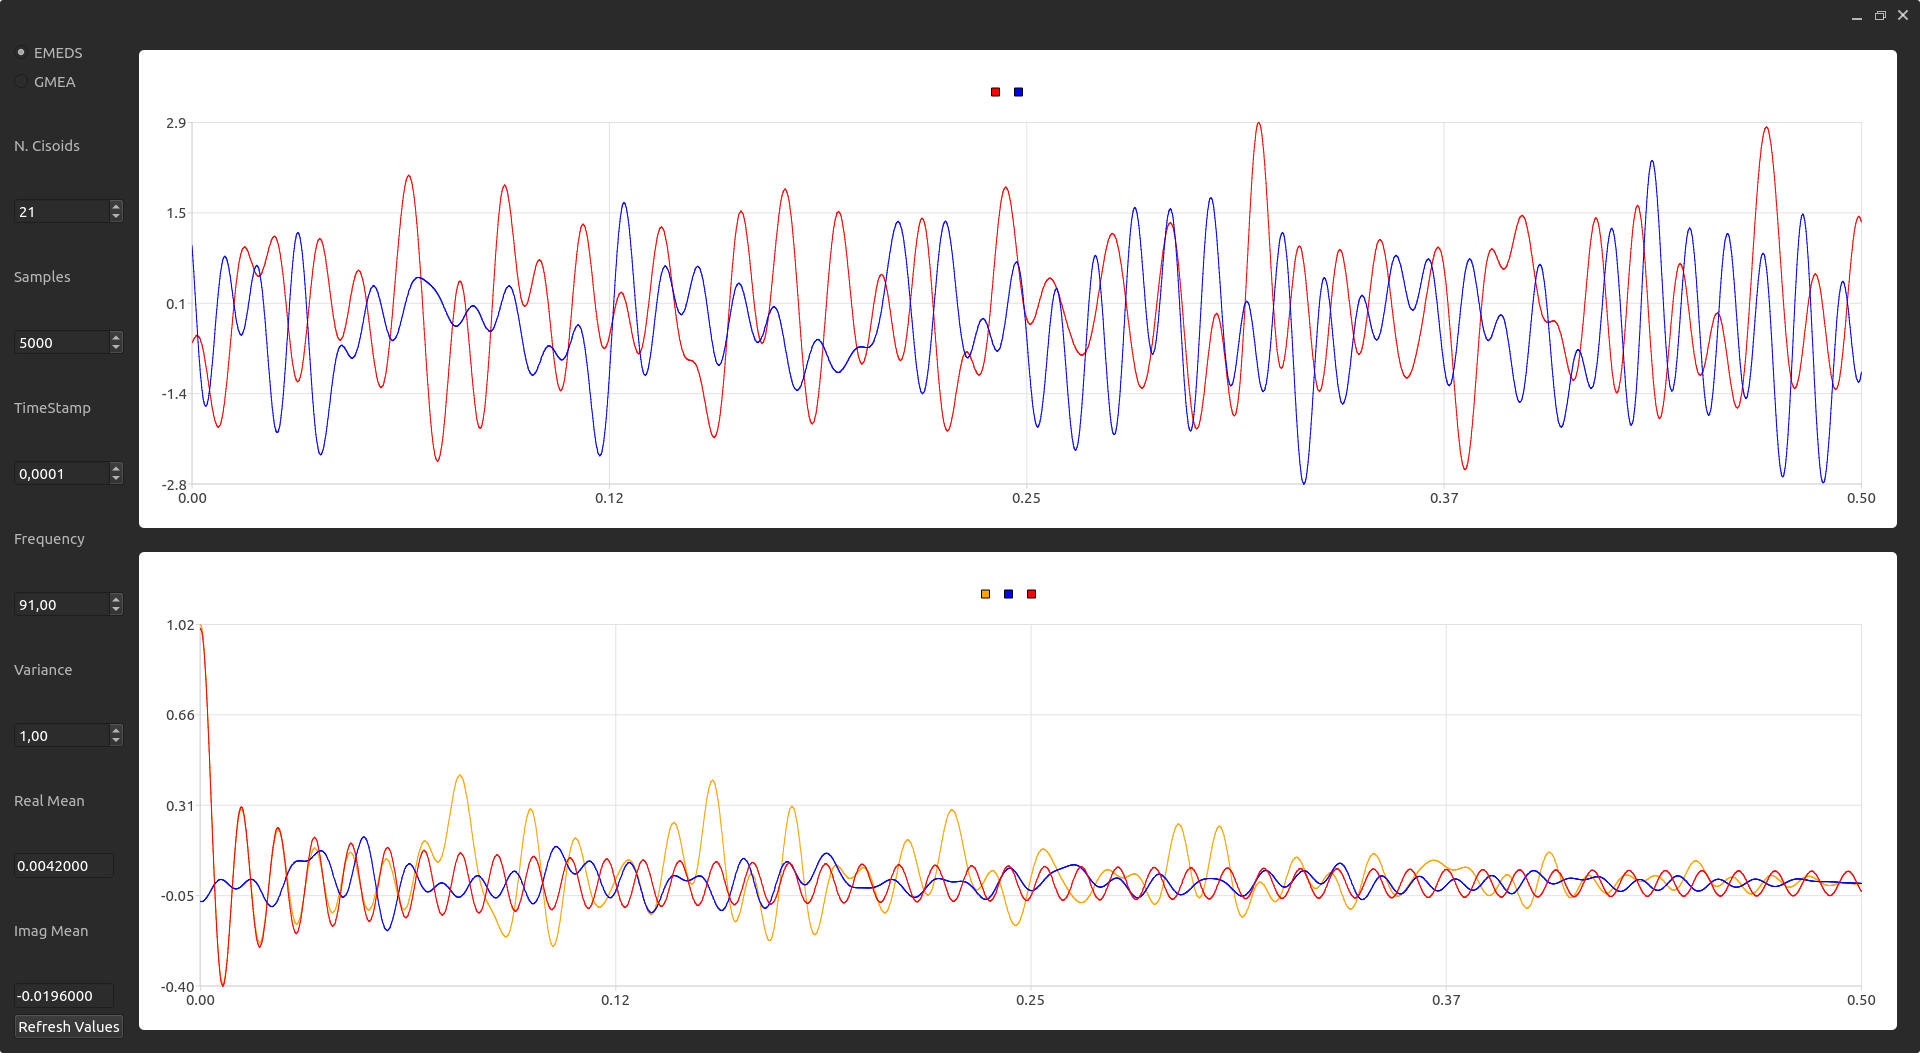 EMEDS
GMEA
N. Cisoids
21
Samples
5000
TimeStamp
0,0001
Frequency
91,00
Variance
1,00
Real Mean
0.0042000
Imag Mean
-0.0196000
Refresh Values
2.9
1.5
0.1
-1.4
-2.8
0.00 0.12 0.25 0.37 0.50
1.02
0.66
0.31
-0.05
-0.40
0.00 0.12 0.25 0.37 0.50